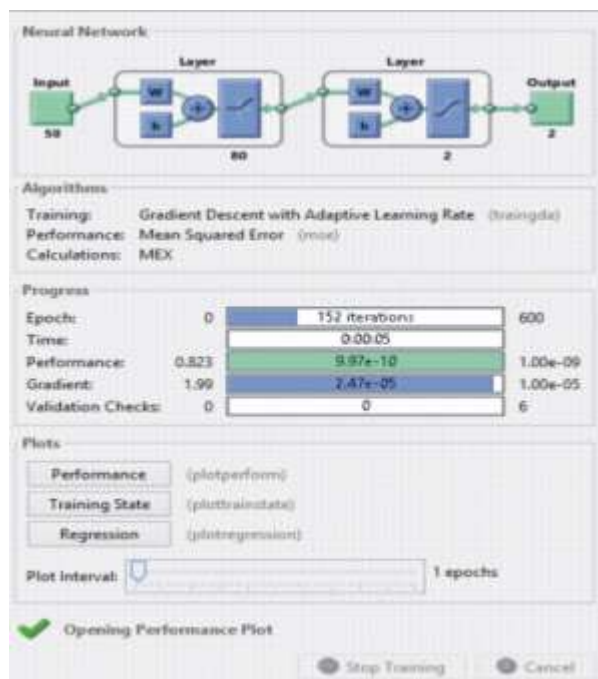 Neural Network
Layer Layer
Input Output
W W
b b
50 80 2 2
Algorithms
Training: Gradient Descent with Adaptive Learning Rate (traingda)
Performance: Mean Squared Error (mse)
Calculations: MEX
Progress
Epoch: 0 152 iterations 600
Time: 0:00:05
Performance: 0.823 9.97e-10 1.00e-09
Gradient: 1.99 2.47e-05 1.00e-05
Validation Checks: 0 0 6
Plots
Performance (plotperform)
Training State (plottrainstate)
Regression (plotregression)
Plot Interval: 1 epochs
Opening Performance Plot
Stop Training Cancel